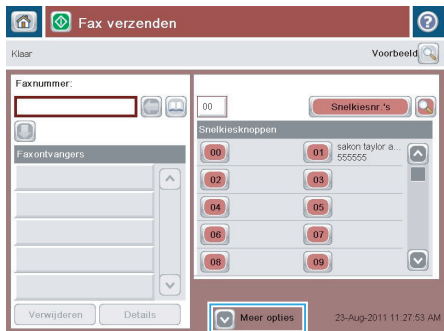 Fax verzenden
?
Klaar
Voorbeeld
Faxnummer:
00
Snelkiesnr.'s
Snelkiesknoppen
Faxontvangers
00
01 sakon taylor a...
555555
02
03
04
05
06
07
08
09
Verwijderen
Details
Meer opties
23-Aug-2011 11:27:53 AM